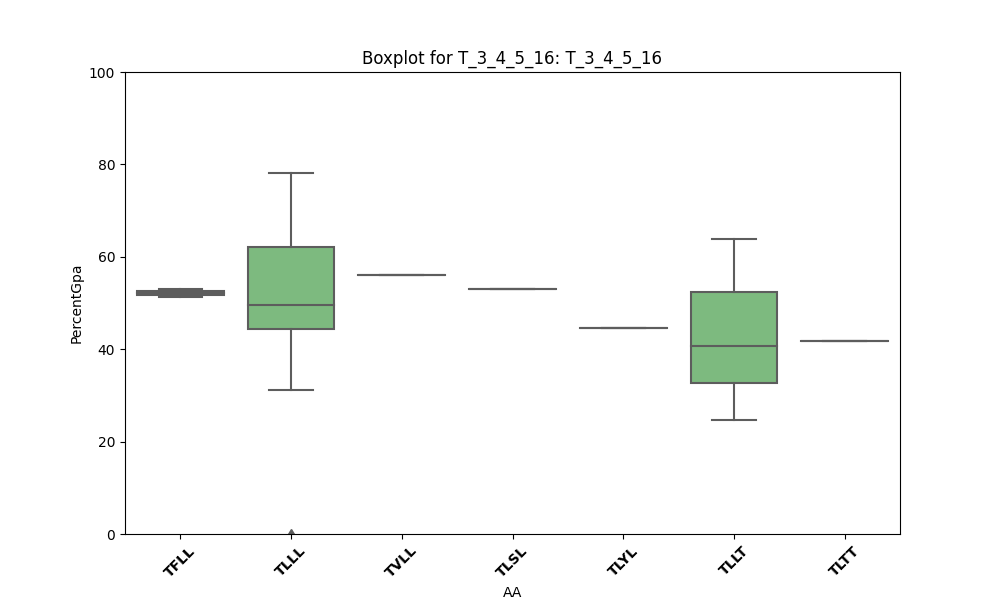 Boxplot for T_3_4_5_16: T_3_4_5_16
100
80
60
40
20
0
PercentGpa
TFLL
TLLL
TVLL
TLSL
TLYL
TLLT
TLTT
AA